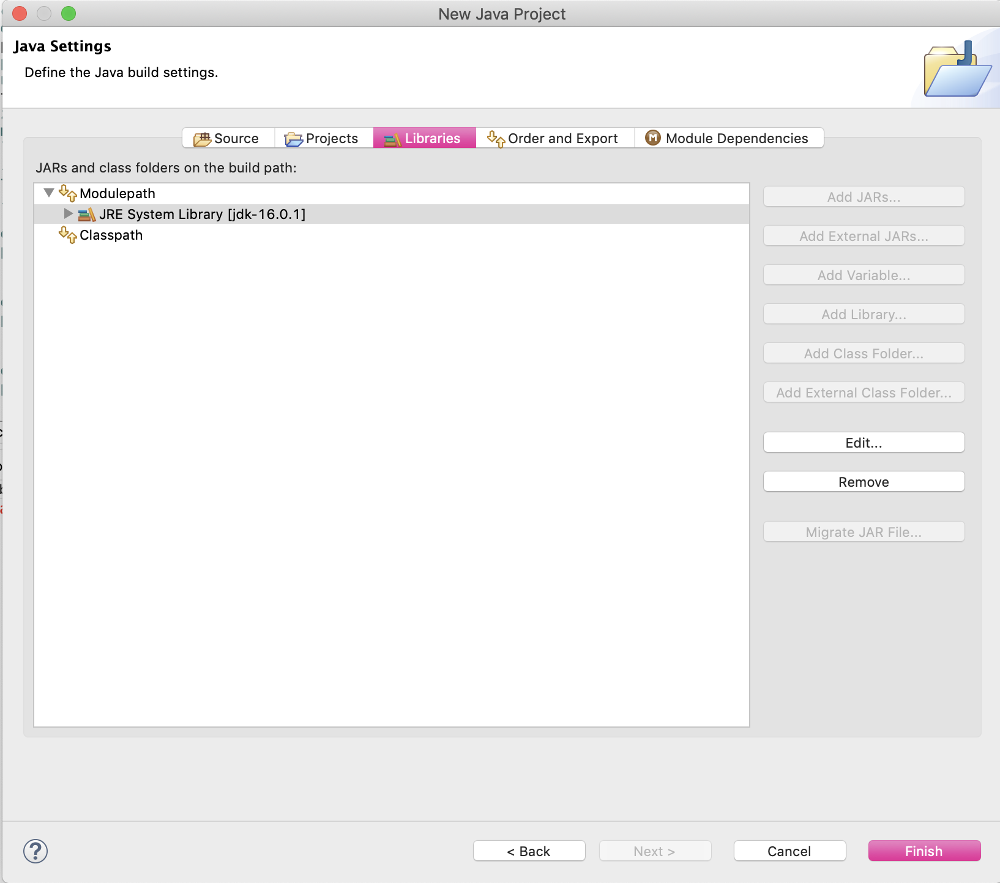 New Java Project
Java Settings
Define the Java build settings.
Source Projects Libraries Order and Export M Module Dependencies
JARs and class folders on the build path:
Modulepath
JRE System Library [jdk-16.0.1]
Classpath
Add JARs...
Add External JARs...
Add Variable...
Add Library...
Add Class Folder...
Add External Class Folder...
Edit...
Remove
Migrate JAR File...
? < Back Next > Cancel Finish